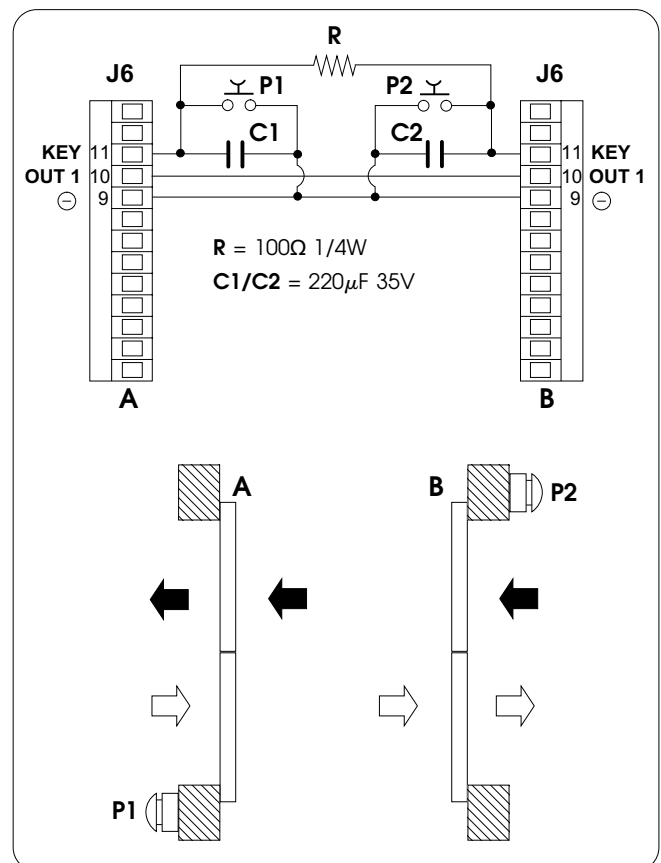 R
J6 P1 P2 J6
C1 C2
KEY 11 11 KEY
OUT 1 10 10 OUT 1
⊖ 9 9 ⊖
R = 100Ω 1/4W
C1/C2 = 220µF 35V
A B
A B P2
P1